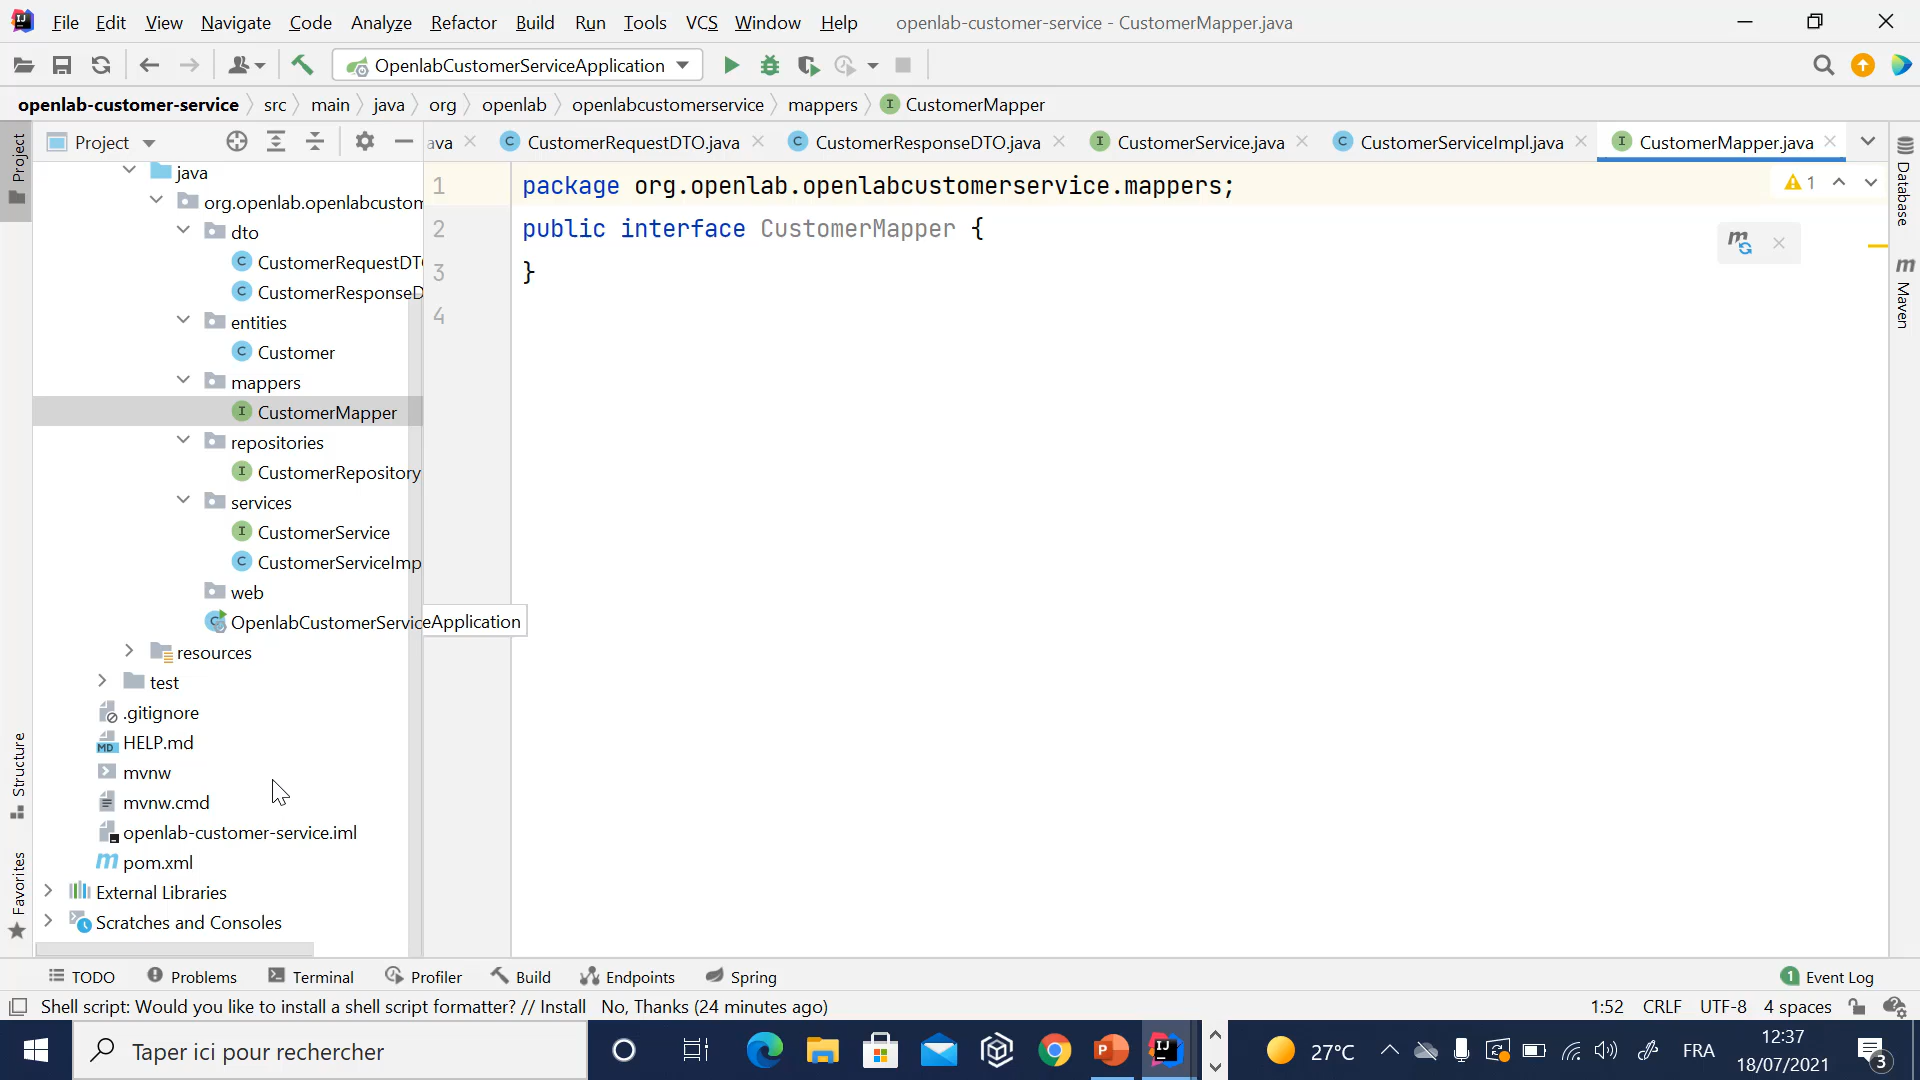 File Edit View Navigate Code Analyze Refactor Build Run Tools VCS Window Help openlab-customer-service - CustomerMapper.java
OpenlabCustomerServiceApplication
openlab-customer-service src main java org openlab openlabcustomerservice mappers CustomerMapper
Project
ava CustomerRequestDTO.java CustomerResponseDTO.java CustomerService.java CustomerServiceImpl.java CustomerMapper.java
Project
Structure
Favorites
java
org.openlab.openlabcustom
dto
CustomerRequestDT
CustomerResponseD
entities
Customer
mappers
CustomerMapper
repositories
CustomerRepository
services
CustomerService
CustomerServiceImp
web
OpenlabCustomerServiceApplication
resources
test
.gitignore
HELP.md
mvnw
mvnw.cmd
openlab-customer-service.iml
pom.xml
External Libraries
Scratches and Consoles
1 package org.openlab.openlabcustomerservice.mappers;
2 public interface CustomerMapper {
3 }
4
1
Database
Maven
TODO Problems Terminal Profiler Build Endpoints Spring 1 Event Log
Shell script: Would you like to install a shell script formatter? // Install No, Thanks (24 minutes ago) 1:52 CRLF UTF-8 4 spaces
Taper ici pour rechercher
27°C
FRA
12:37
18/07/2021
3